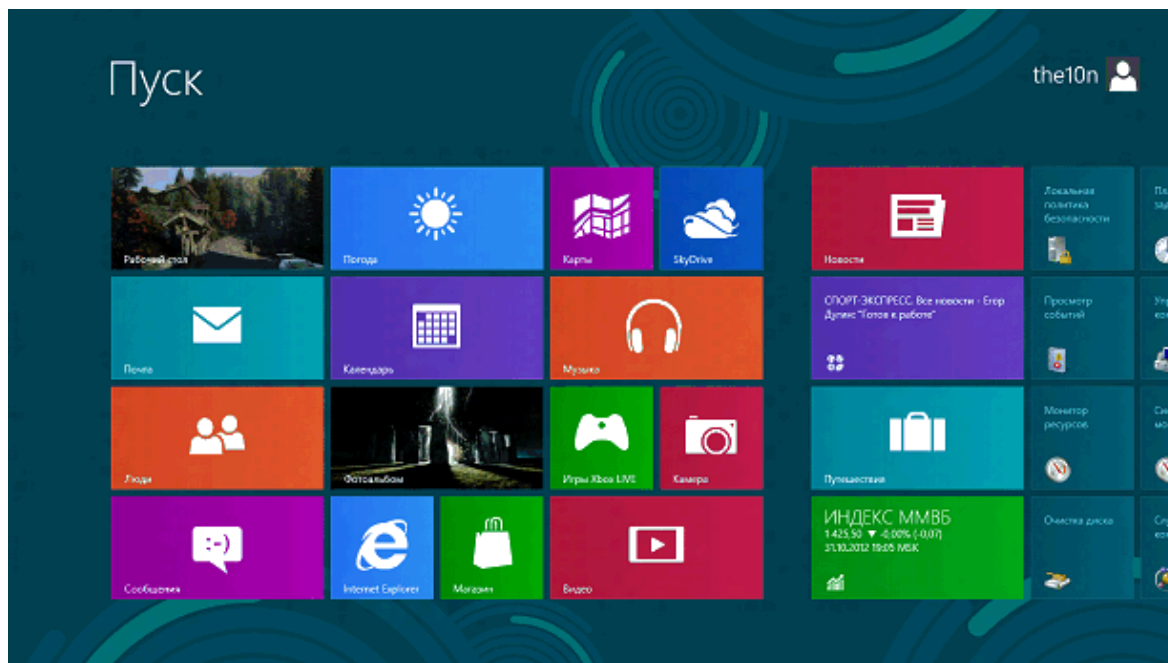 Пуск
the10n
Рабочий стол
Погода
Карты
SkyDrive
Почта
Календарь
Музыка
Люди
Фотоальбом
Игры Xbox LIVE
Камера
Сообщения
Internet Explorer
Магазин
Видео
Новости
СПОРТ-ЭКСПРЕСС. Все новости - Егор
Дулин: "Готов к работе"
Путешествия
ИНДЕКС ММВБ
1 425,50 ▼ -0,00% (-0,07)
31.10.2012 19:05 MSK
Локальная
политика
безопасности
Просмотр
событий
Монитор
ресурсов
Очистка диска